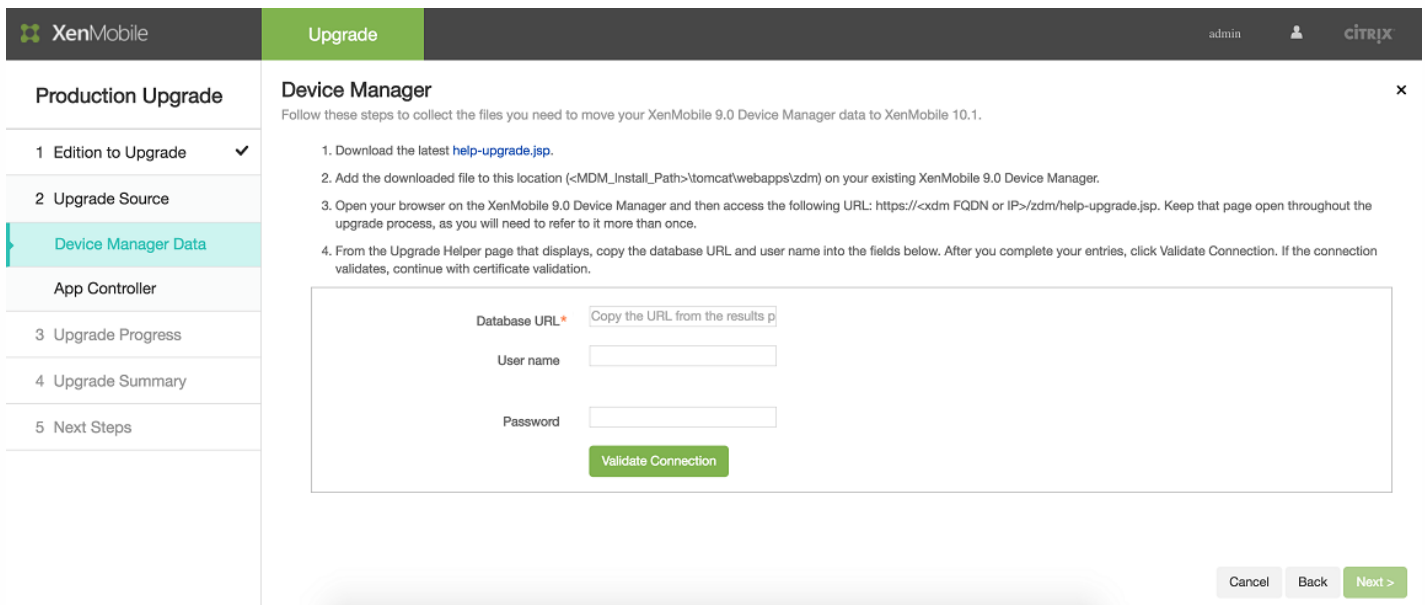 XenMobile
Upgrade
admin
CİTRIX
Production Upgrade
1 Edition to Upgrade
2 Upgrade Source
Device Manager Data
App Controller
3 Upgrade Progress
4 Upgrade Summary
5 Next Steps
Device Manager
Follow these steps to collect the files you need to move your XenMobile 9.0 Device Manager data to XenMobile 10.1.
1. Download the latest help-upgrade.jsp.
2. Add the downloaded file to this location (<MDM_Install_Path>\tomcat\webapps\zdm) on your existing XenMobile 9.0 Device Manager.
3. Open your browser on the XenMobile 9.0 Device Manager and then access the following URL: https://<xdm FQDN or IP>/zdm/help-upgrade.jsp. Keep that page open throughout the
upgrade process, as you will need to refer to it more than once.
4. From the Upgrade Helper page that displays, copy the database URL and user name into the fields below. After you complete your entries, click Validate Connection. If the connection
validates, continue with certificate validation.
Database URL*
Copy the URL from the results p
User name
Password
Validate Connection
Cancel
Back
Next >